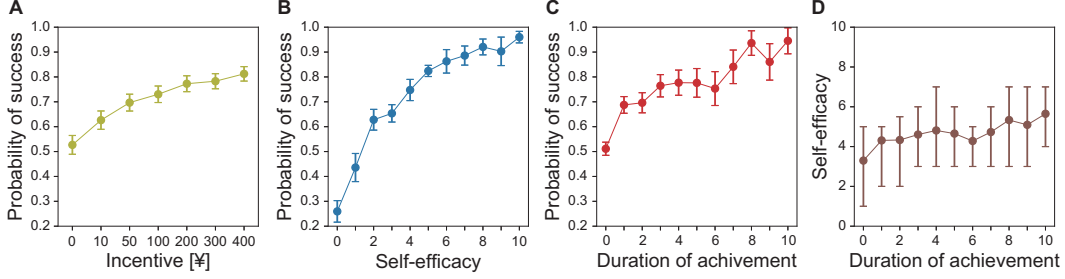 A
Probability of success
1.0
0.9
0.8
0.7
0.6
0.5
0.4
0.3
0.2
0 10 50 100 200 300 400
Incentive [¥]
B
Probability of success
1.0
0.9
0.8
0.7
0.6
0.5
0.4
0.3
0.2
0 2 4 6 8 10
Self-efficacy
C
Probability of success
1.0
0.9
0.8
0.7
0.6
0.5
0.4
0.3
0.2
0 2 4 6 8 10
Duration of achievement
D
Self-efficacy
10
8
6
4
2
0
0 2 4 6 8 10
Duration of achievement